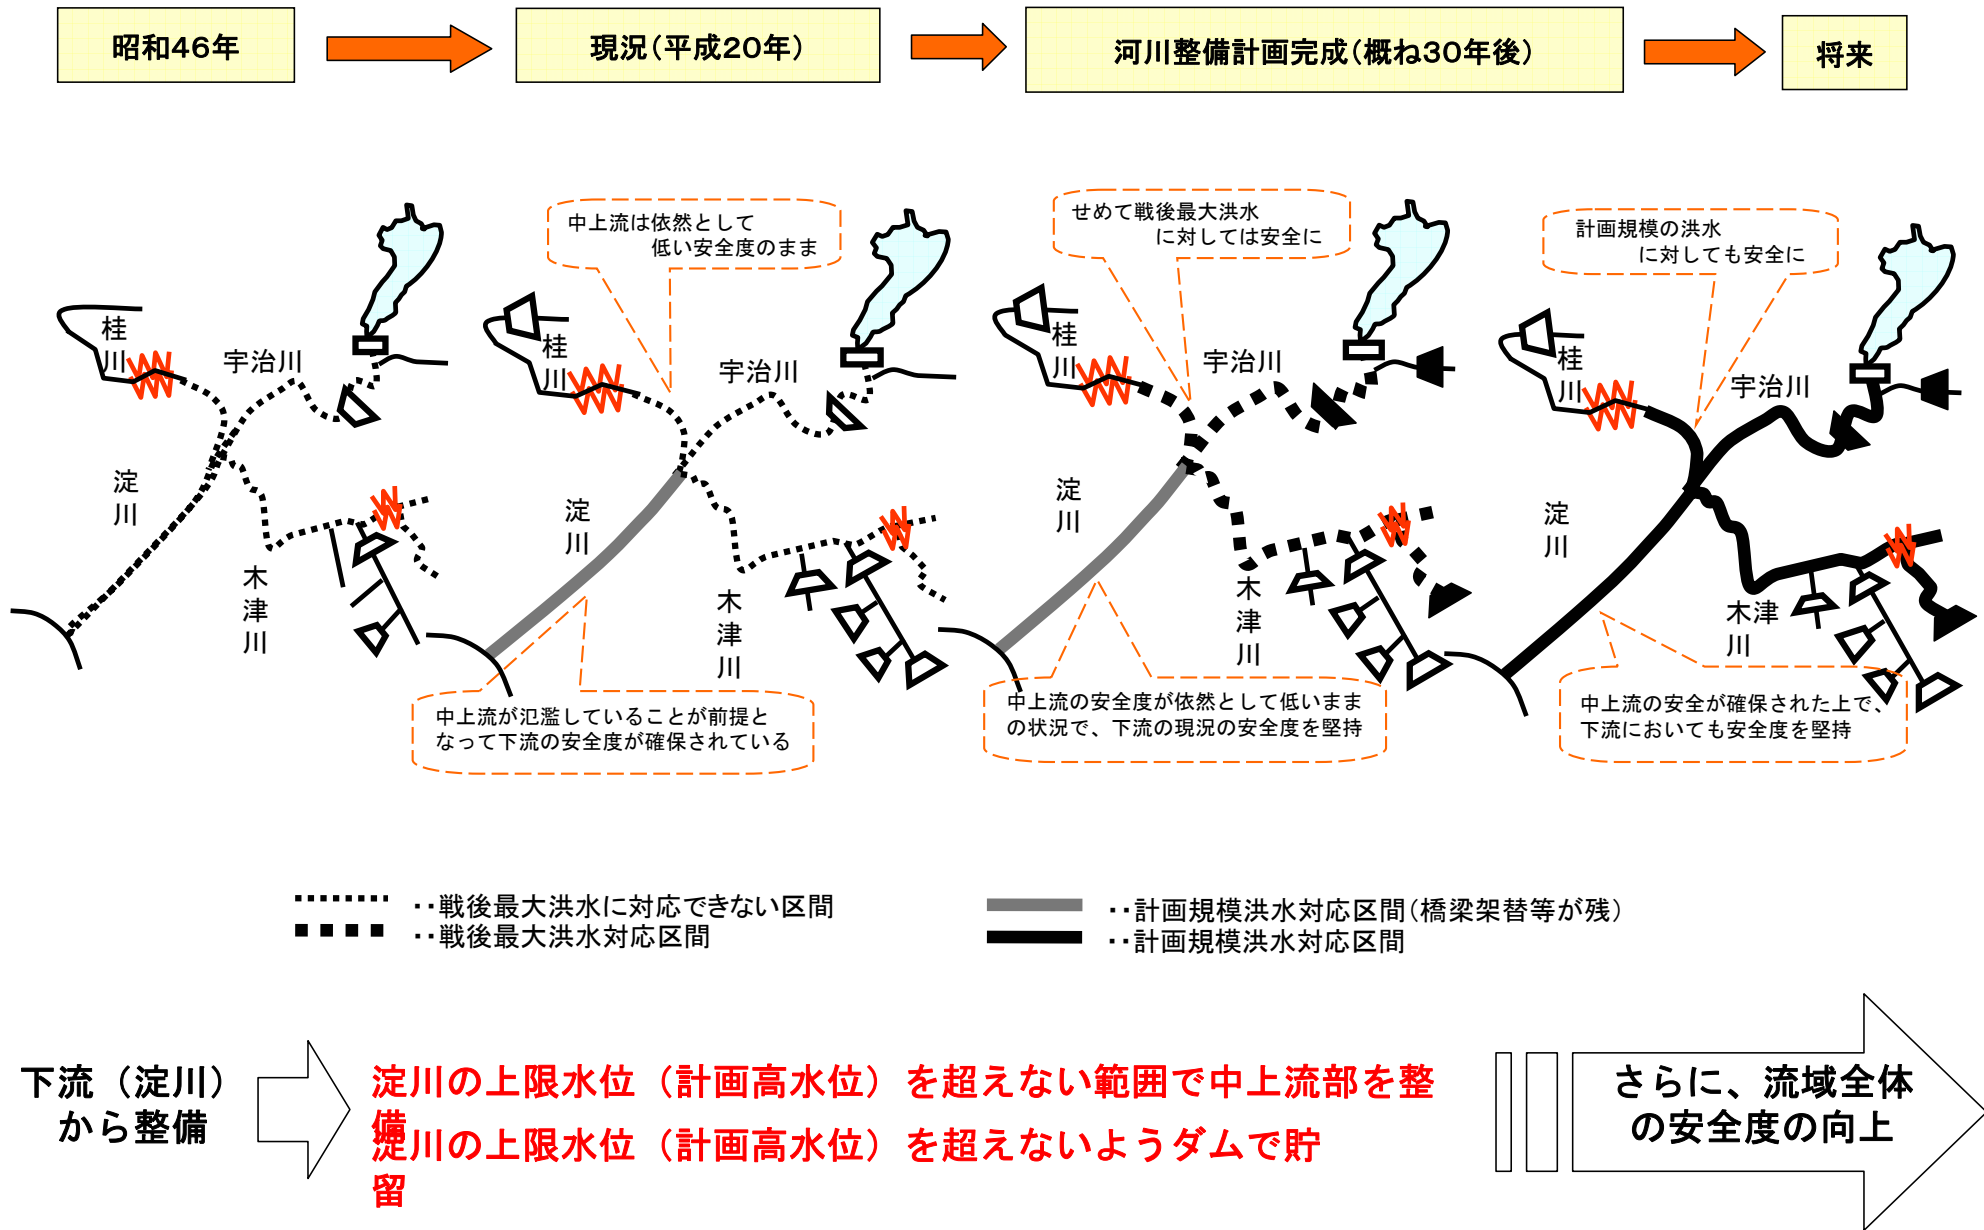 昭和46年
現況(平成20年)
河川整備計画完成(概ね30年後)
将来
桂
川
宇治川
淀
川
木
津
川
中上流は依然として
低い安全度のまま
桂
川
宇治川
淀
川
木
津
川
中上流が氾濫していることが前提と
なって下流の安全度が確保されている
せめて戦後最大洪水
に対しては安全に
桂
川
宇治川
淀
川
木
津
川
中上流の安全度が依然として低いまま
の状況で、下流の現況の安全度を堅持
計画規模の洪水
に対しても安全に
桂
川
宇治川
淀
川
木津
川
中上流の安全が確保された上で、
下流においても安全度を堅持
‥戦後最大洪水に対応できない区間
‥戦後最大洪水対応区間
‥計画規模洪水対応区間(橋梁架替等が残)
‥計画規模洪水対応区間
下流（淀川）
から整備
淀川の上限水位（計画高水位）を超えない範囲で中上流部を整
備
淀川の上限水位（計画高水位）を超えないようダムで貯
留
さらに、流域全体
の安全度の向上